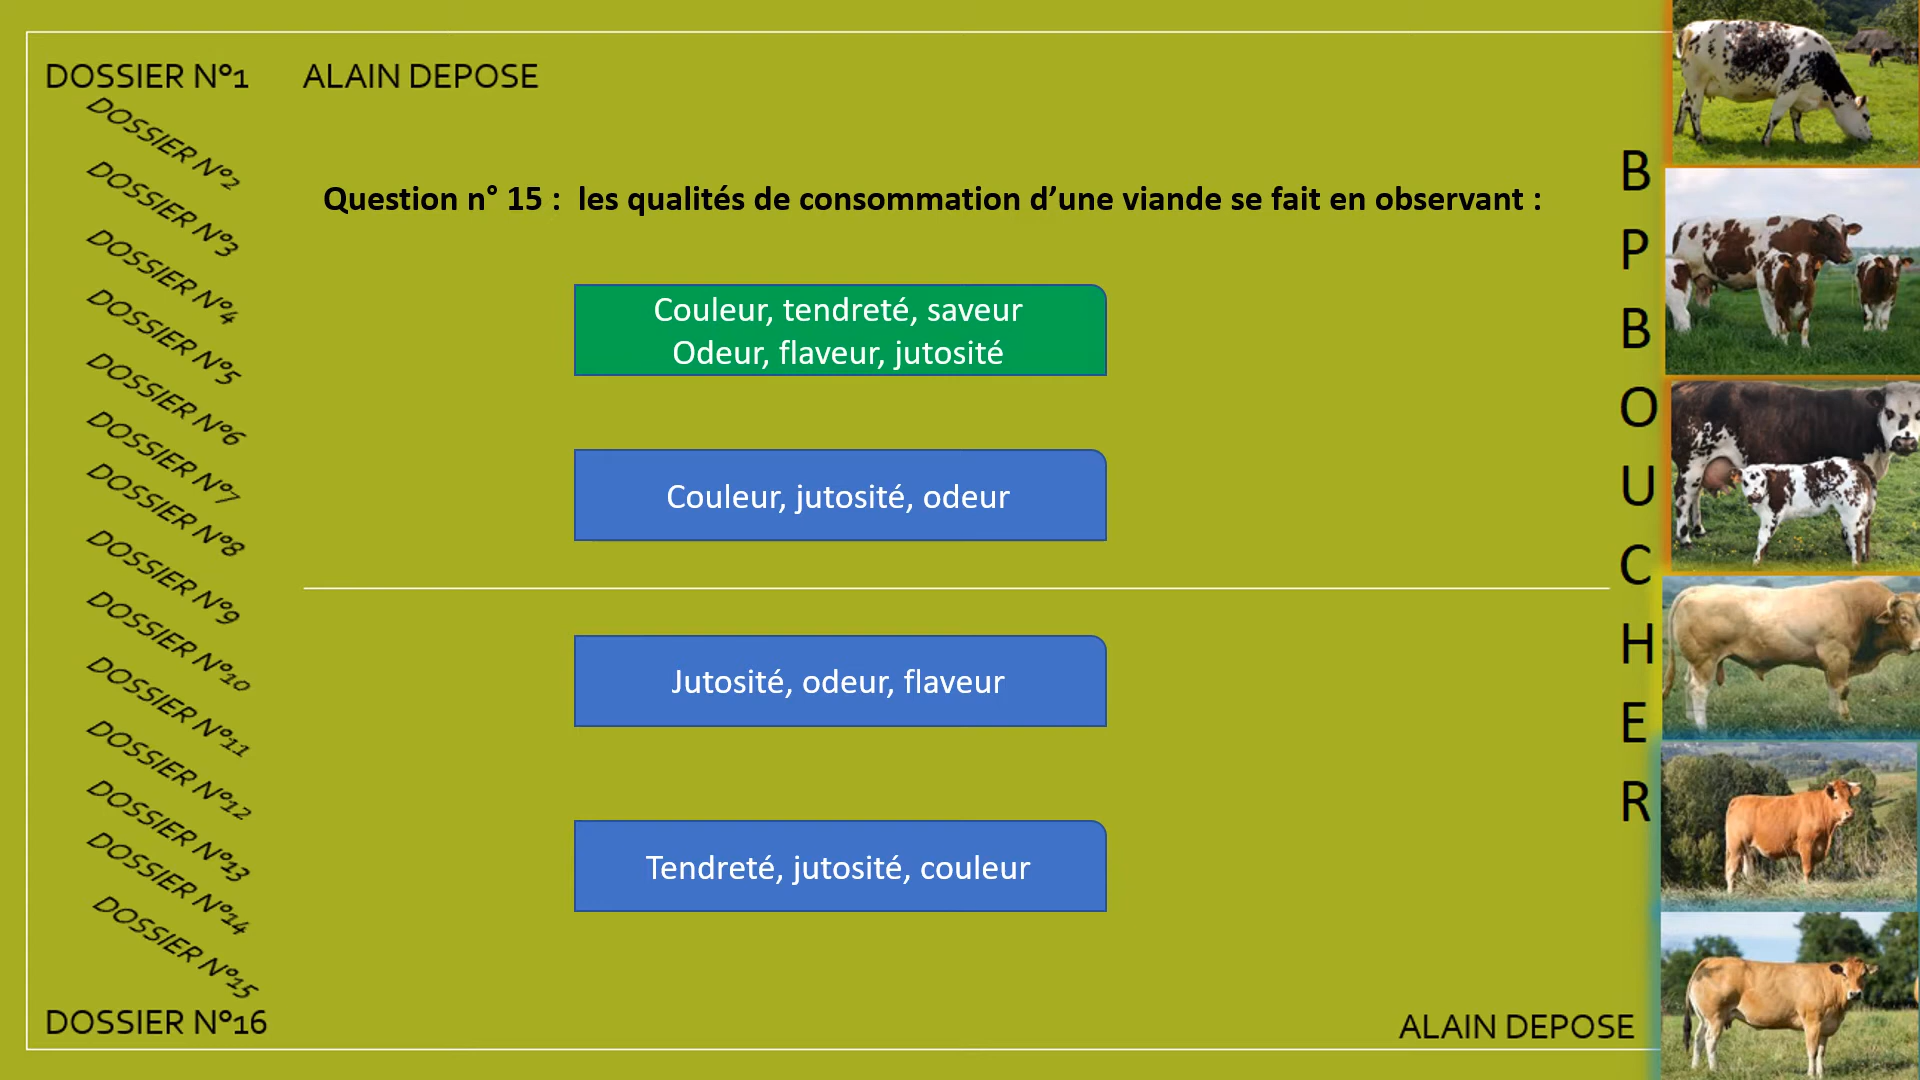 DOSSIER N°1
ALAIN DEPOSE
DOSSIER N°2
DOSSIER N°3
DOSSIER N°4
DOSSIER N°5
DOSSIER N°6
DOSSIER N°7
DOSSIER N°8
DOSSIER N°9
DOSSIER N°10
DOSSIER N°11
DOSSIER N°12
DOSSIER N°13
DOSSIER N°14
DOSSIER N°15
DOSSIER N°16
Question n° 15 : les qualités de consommation d’une viande se fait en observant :
Couleur, tendreté, saveur
Odeur, flaveur, jutosité
Couleur, jutosité, odeur
Jutosité, odeur, flaveur
Tendreté, jutosité, couleur
B
P
B
O
U
C
H
E
R
ALAIN DEPOSE